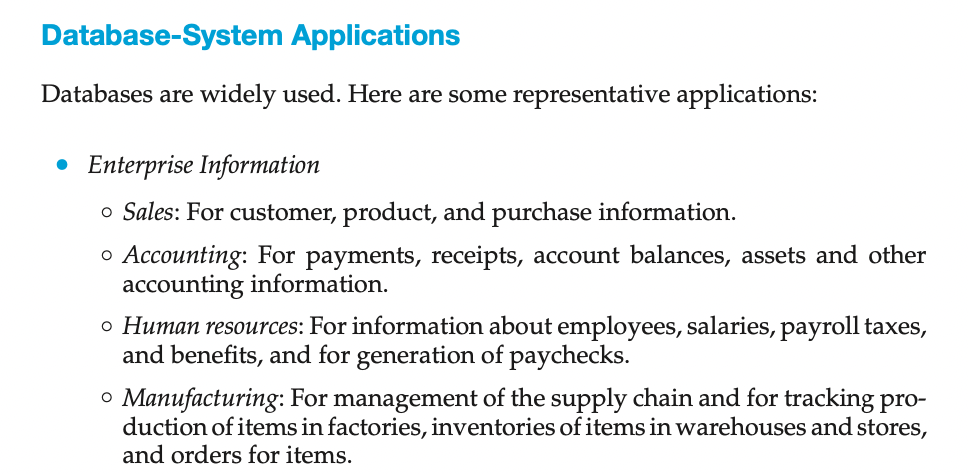 Database-System Applications
Databases are widely used. Here are some representative applications:
• Enterprise Information
◦ Sales: For customer, product, and purchase information.
◦ Accounting: For payments, receipts, account balances, assets and other
accounting information.
◦ Human resources: For information about employees, salaries, payroll taxes,
and benefits, and for generation of paychecks.
◦ Manufacturing: For management of the supply chain and for tracking pro-
duction of items in factories, inventories of items in warehouses and stores,
and orders for items.